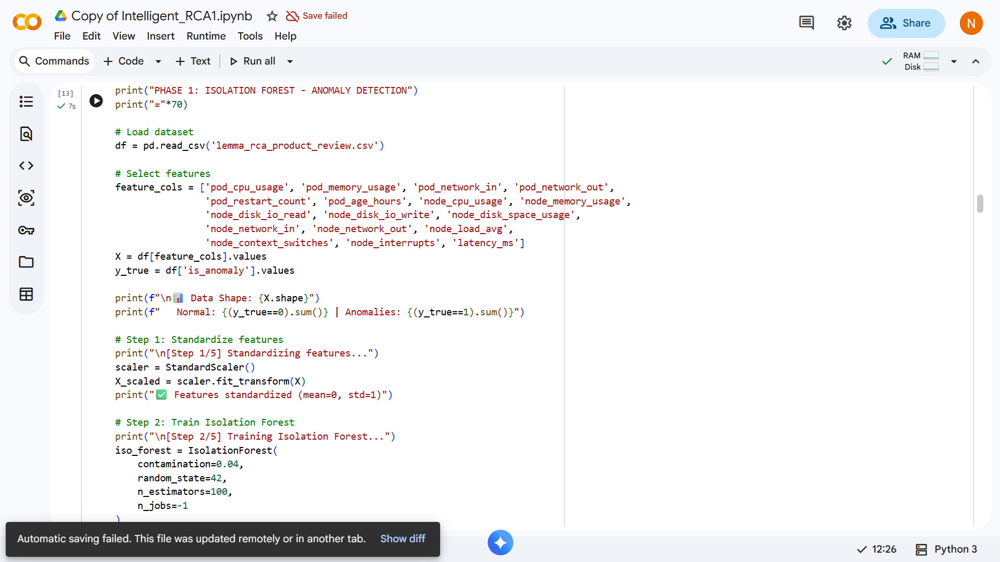 Copy of Intelligent_RCA1.ipynb
Save failed
File Edit View Insert Runtime Tools Help
Share
N
Commands + Code + Text Run all
RAM
Disk
[13]
7s
print("PHASE 1: ISOLATION FOREST - ANOMALY DETECTION")
print("="*70)
# Load dataset
df = pd.read_csv('lemma_rca_product_review.csv')
# Select features
feature_cols = ['pod_cpu_usage', 'pod_memory_usage', 'pod_network_in', 'pod_network_out',
                'pod_restart_count', 'pod_age_hours', 'node_cpu_usage', 'node_memory_usage',
                'node_disk_io_read', 'node_disk_io_write', 'node_disk_space_usage',
                'node_network_in', 'node_network_out', 'node_load_avg',
                'node_context_switches', 'node_interrupts', 'latency_ms']
X = df[feature_cols].values
y_true = df['is_anomaly'].values
print(f"\n📊 Data Shape: {X.shape}")
print(f"   Normal: {(y_true==0).sum()} | Anomalies: {(y_true==1).sum()}")
# Step 1: Standardize features
print("\n[Step 1/5] Standardizing features...")
scaler = StandardScaler()
X_scaled = scaler.fit_transform(X)
print("✅ Features standardized (mean=0, std=1)")
# Step 2: Train Isolation Forest
print("\n[Step 2/5] Training Isolation Forest...")
iso_forest = IsolationForest(
    contamination=0.04,
    random_state=42,
    n_estimators=100,
    n_jobs=-1
)
Automatic saving failed. This file was updated remotely or in another tab. Show diff
12:26 Python 3